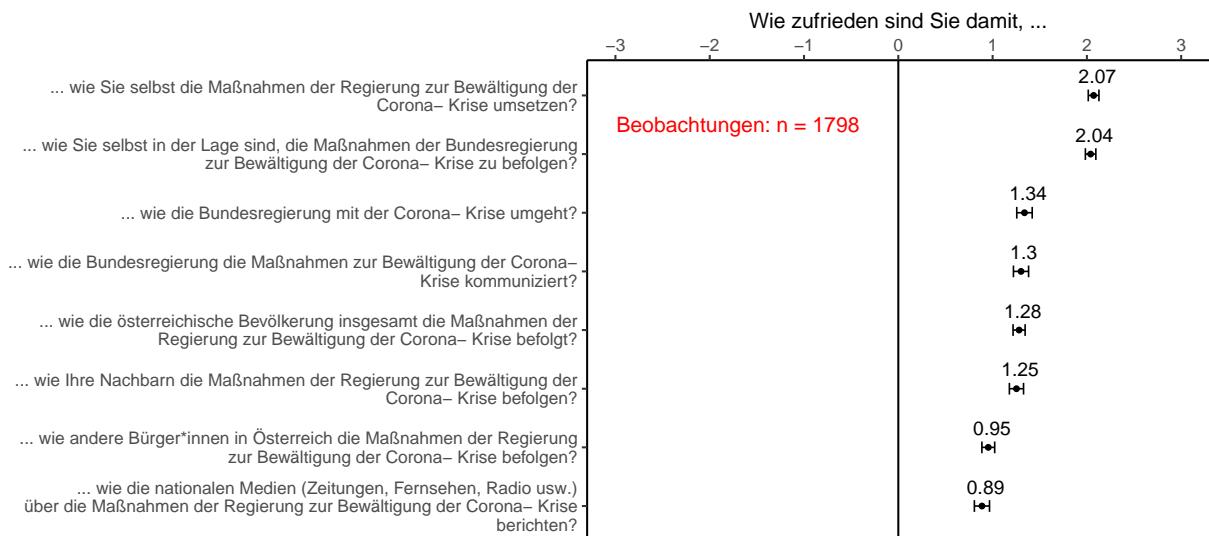 Wie zufrieden sind Sie damit, ...
−3 −2 −1 0 1 2 3
... wie Sie selbst die Maßnahmen der Regierung zur Bewältigung der
Corona− Krise umsetzen?
2.07
Beobachtungen: n = 1798
... wie Sie selbst in der Lage sind, die Maßnahmen der Bundesregierung
zur Bewältigung der Corona− Krise zu befolgen?
2.04
... wie die Bundesregierung mit der Corona− Krise umgeht?
1.34
... wie die Bundesregierung die Maßnahmen zur Bewältigung der Corona−
Krise kommuniziert?
1.3
... wie die österreichische Bevölkerung insgesamt die Maßnahmen der
Regierung zur Bewältigung der Corona− Krise befolgt?
1.28
... wie Ihre Nachbarn die Maßnahmen der Regierung zur Bewältigung der
Corona− Krise befolgen?
1.25
... wie andere Bürger*innen in Österreich die Maßnahmen der Regierung
zur Bewältigung der Corona− Krise befolgen?
0.95
... wie die nationalen Medien (Zeitungen, Fernsehen, Radio usw.)
über die Maßnahmen der Regierung zur Bewältigung der Corona− Krise
berichten?
0.89